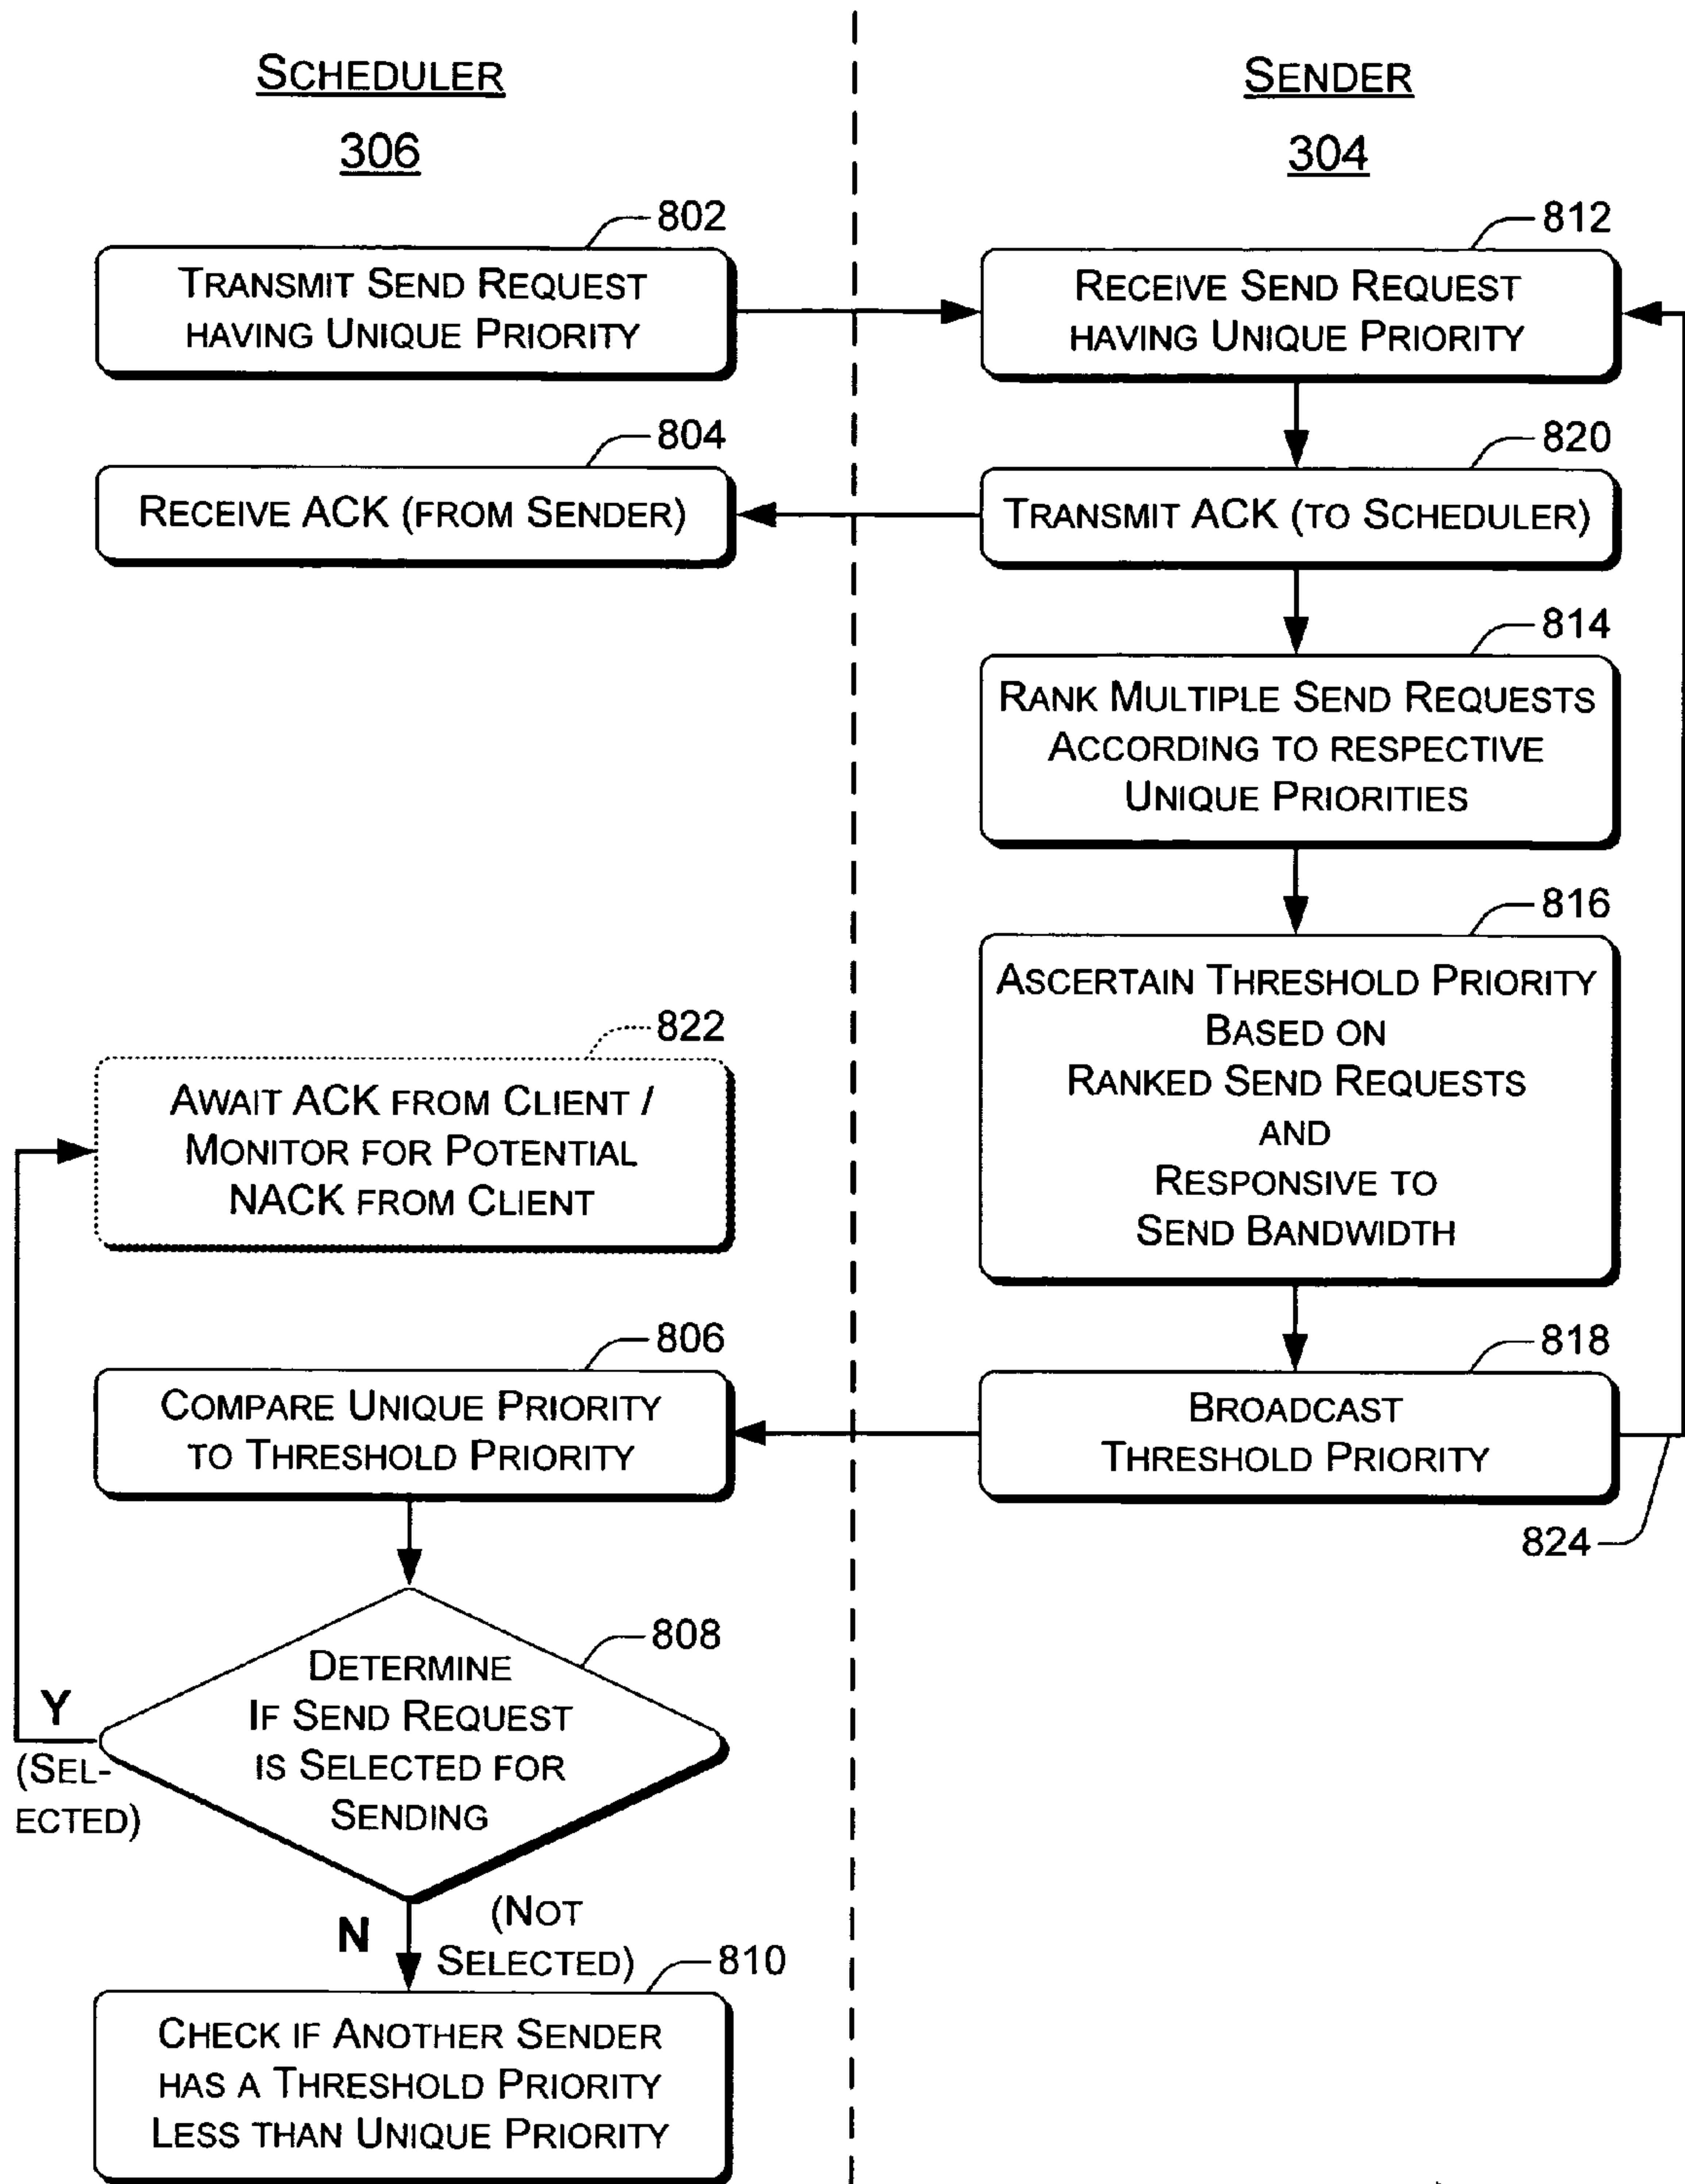 SCHEDULER
306
SENDER
304
802
TRANSMIT SEND REQUEST
HAVING UNIQUE PRIORITY
812
RECEIVE SEND REQUEST
HAVING UNIQUE PRIORITY
804
RECEIVE ACK (FROM SENDER)
820
TRANSMIT ACK (TO SCHEDULER)
814
RANK MULTIPLE SEND REQUESTS
ACCORDING TO RESPECTIVE
UNIQUE PRIORITIES
816
ASCERTAIN THRESHOLD PRIORITY
BASED ON
RANKED SEND REQUESTS
AND
RESPONSIVE TO
SEND BANDWIDTH
822
AWAIT ACK FROM CLIENT /
MONITOR FOR POTENTIAL
NACK FROM CLIENT
806
COMPARE UNIQUE PRIORITY
TO THRESHOLD PRIORITY
818
BROADCAST
THRESHOLD PRIORITY
824
808
DETERMINE
IF SEND REQUEST
IS SELECTED FOR
SENDING
Y
(SEL-
ECTED)
N
(NOT
SELECTED)
810
CHECK IF ANOTHER SENDER
HAS A THRESHOLD PRIORITY
LESS THAN UNIQUE PRIORITY